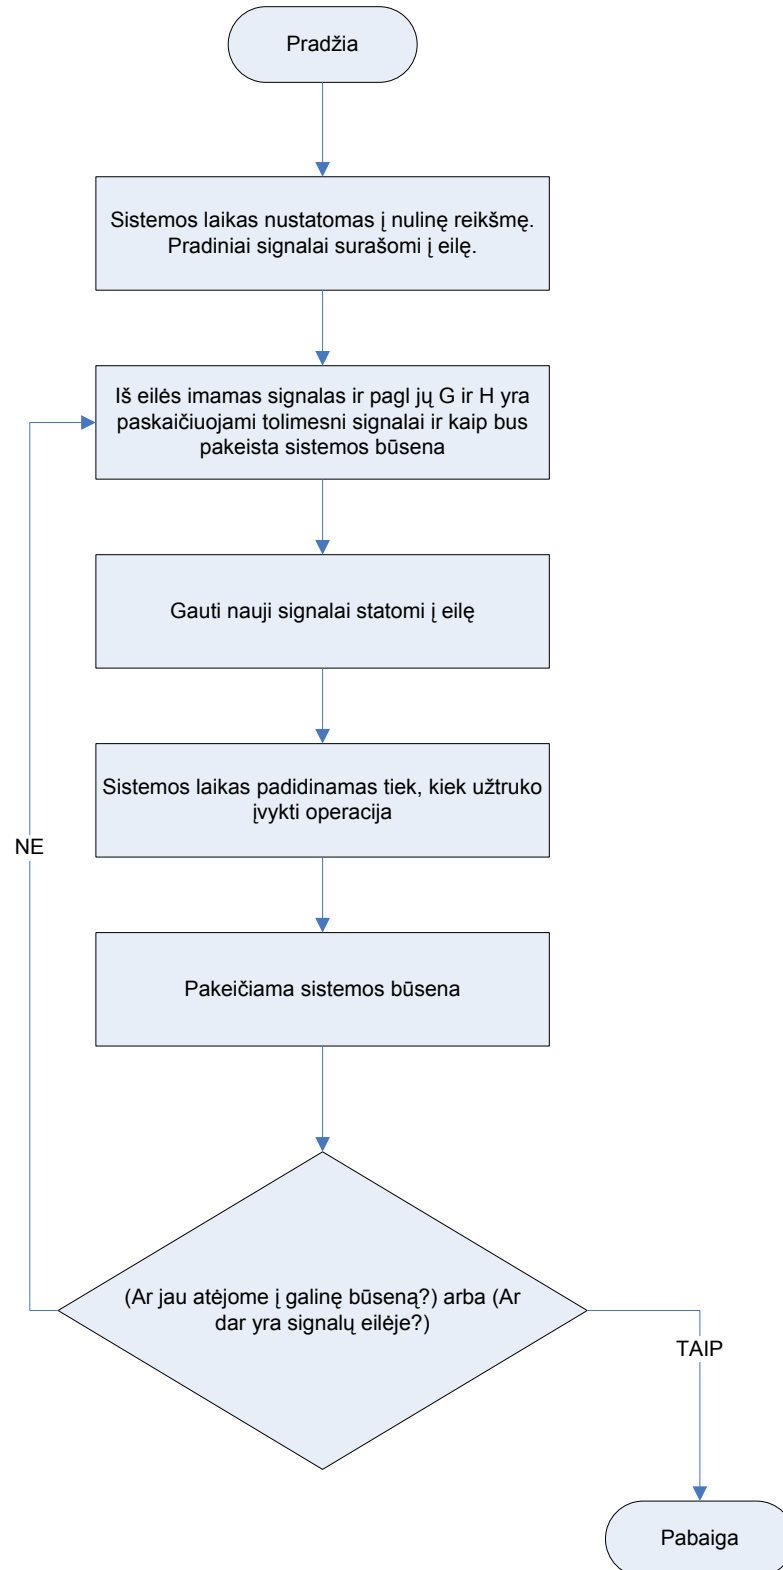 Pradžia
Sistemos laikas nustatomas į nulinę reikšmę.
Pradiniai signalai surašomi į eilę.
Iš eilės imamas signalas ir pagl jų G ir H yra
paskaičiuojami tolimesni signalai ir kaip bus
pakeista sistemos būsena
Gauti nauji signalai statomi į eilę
Sistemos laikas padidinamas tiek, kiek užtruko
įvykti operacija
NE
Pakeičiama sistemos būsena
(Ar jau atėjome į galinę būseną?) arba (Ar
dar yra signalų eilėje?)
TAIP
Pabaiga